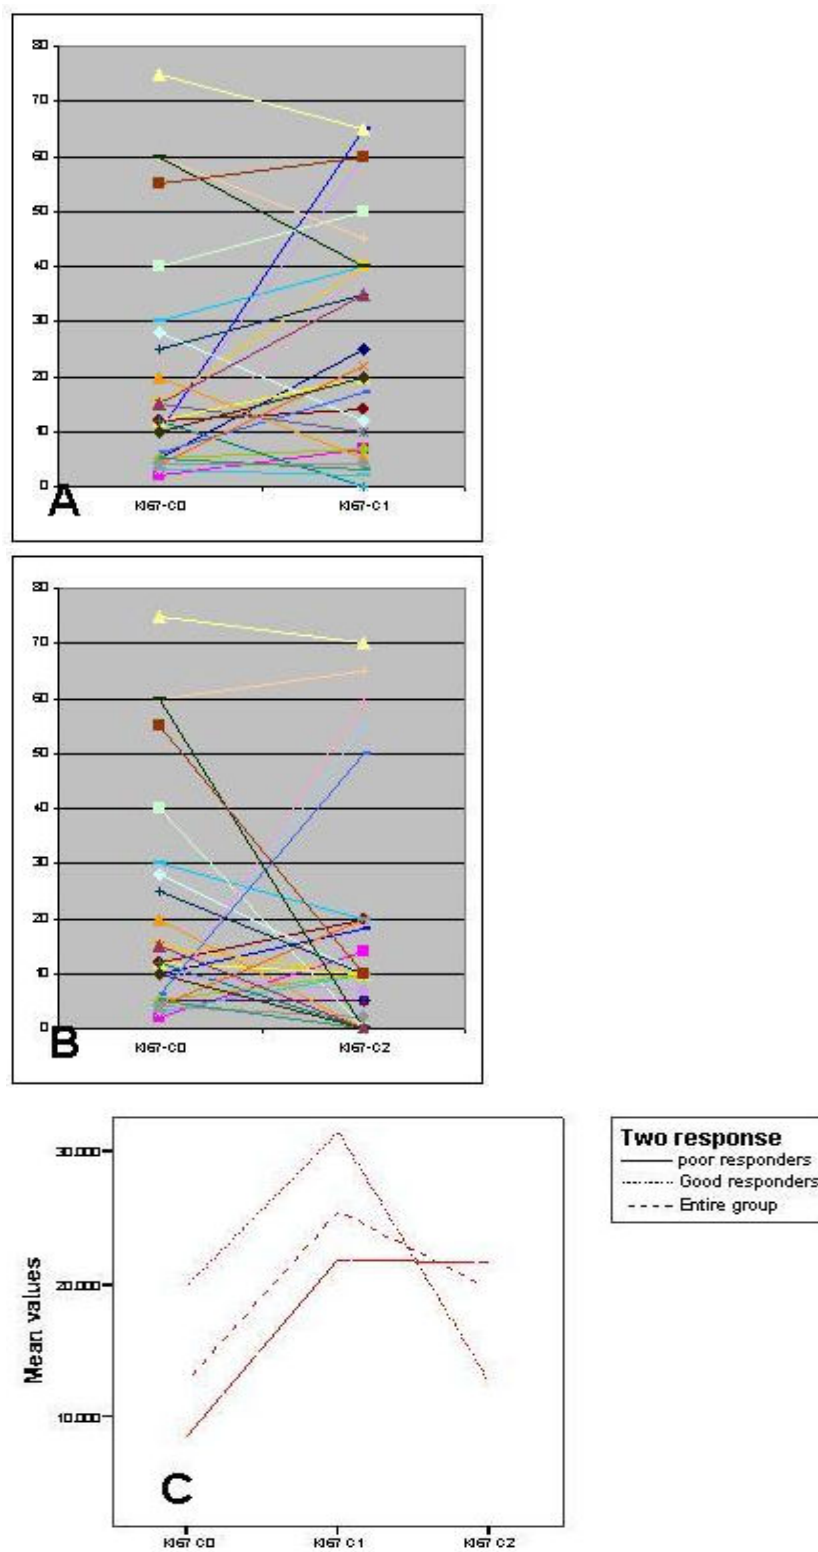 80
70
60
50
40
30
20
10
0
KI67-C0 KI67-C1
A
80
70
60
50
40
30
20
10
0
KI67-C0 KI67-C2
B
Two response
poor responders
Good responders
Entire group
30.000
20.000
10.000
Mean values
C
KI67 C0 KI67 C1 KI67 C2